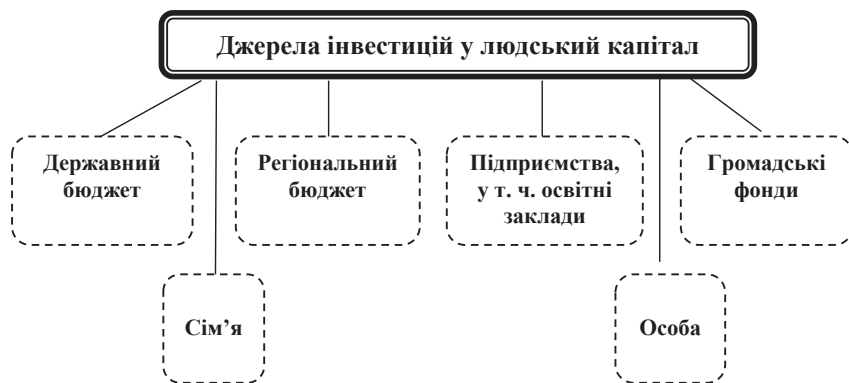 Джерела інвестицій у людський капітал
Державний
бюджет
Регіональний
бюджет
Підприємства,
у т. ч. освітні
заклади
Громадські
фонди
Сім’я
Особа